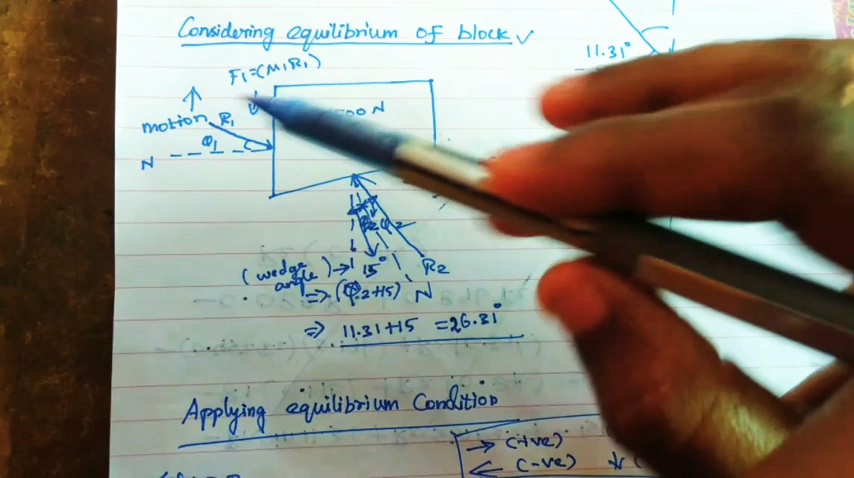 Considering equilibrium of block ✓
11.31°
F1=(M1R1)
00 N
motion
R1
φ1
N
R2
(wedge angle) → 15°
N
⇒ (φ2+15)
⇒ 11.31+15 = 26.31°
Applying equilibrium Condition
→ (+ve)
← (-ve) ↓ (